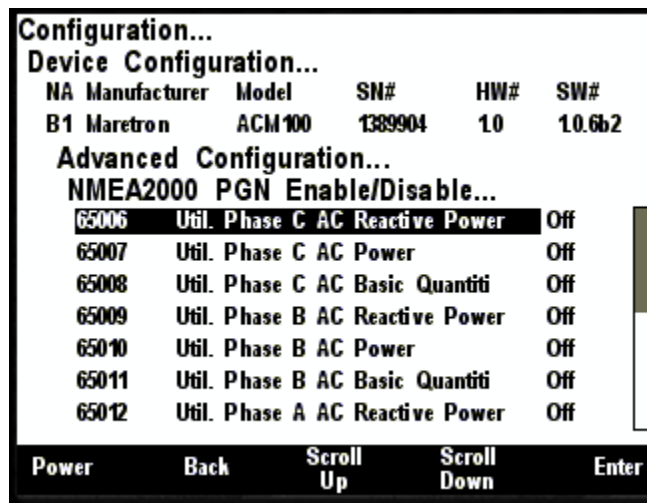 Configuration...
Device Configuration...
NA Manufacturer Model SN# HW# SW#
B1 Maretron ACM100 1389904 1.0 1.0.6b2
Advanced Configuration...
NMEA2000 PGN Enable/Disable...
65006 Util. Phase C AC Reactive Power Off
65007 Util. Phase C AC Power Off
65008 Util. Phase C AC Basic Quantiti Off
65009 Util. Phase B AC Reactive Power Off
65010 Util. Phase B AC Power Off
65011 Util. Phase B AC Basic Quantiti Off
65012 Util. Phase A AC Reactive Power Off
Power Back Scroll Up Scroll Down Enter